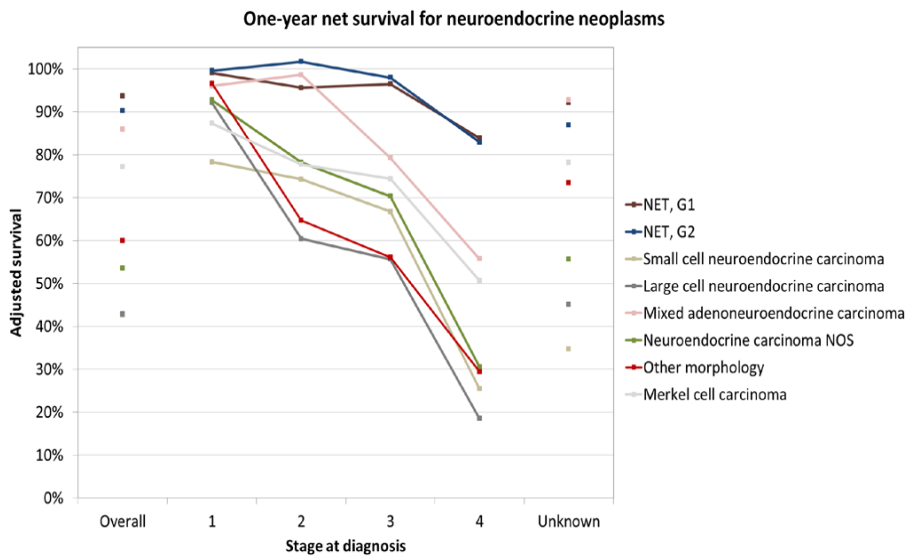 One-year net survival for neuroendocrine neoplasms
100%
90%
80%
70%
60%
50%
40%
30%
20%
10%
0%
Adjusted survival
Overall 1 2 3 4 Unknown
Stage at diagnosis
NET, G1
NET, G2
Small cell neuroendocrine carcinoma
Large cell neuroendocrine carcinoma
Mixed adenoneuroendocrine carcinoma
Neuroendocrine carcinoma NOS
Other morphology
Merkel cell carcinoma